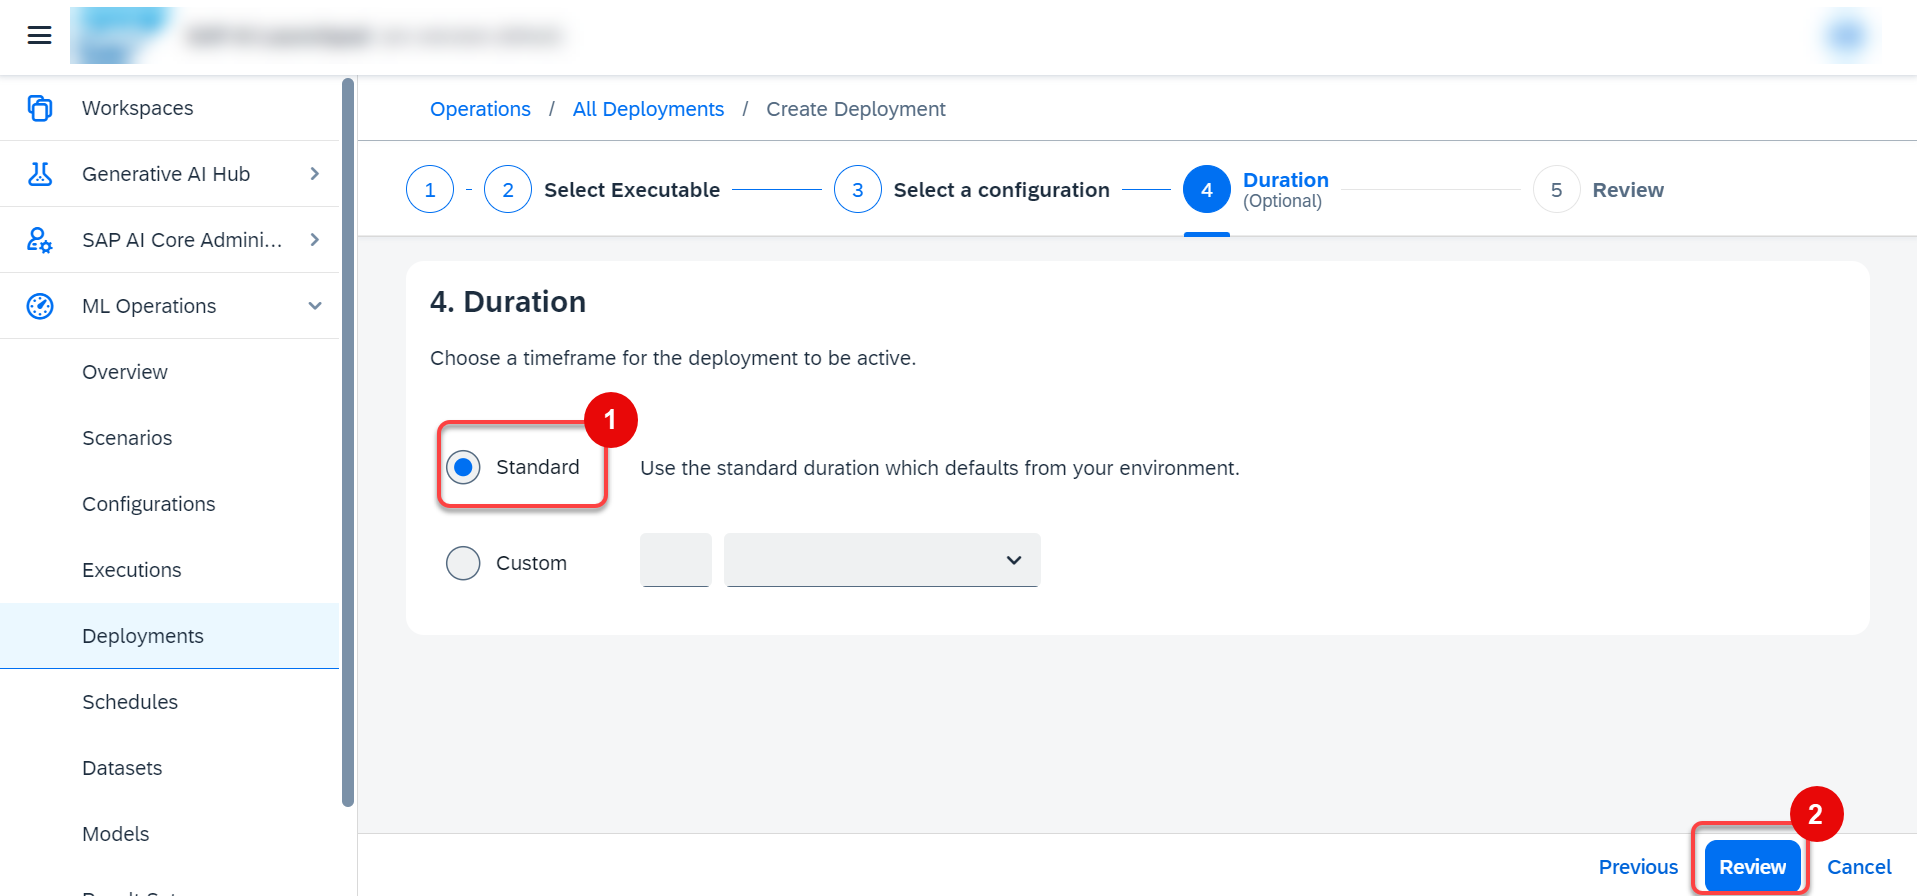 Workspaces
Generative AI Hub
SAP AI Core Admini...
ML Operations
Overview
Scenarios
Configurations
Executions
Deployments
Schedules
Datasets
Models
Operations / All Deployments / Create Deployment
1 - 2 Select Executable 3 Select a configuration 4 Duration (Optional) 5 Review
4. Duration
Choose a timeframe for the deployment to be active.
1
Standard Use the standard duration which defaults from your environment.
Custom
2
Previous Review Cancel